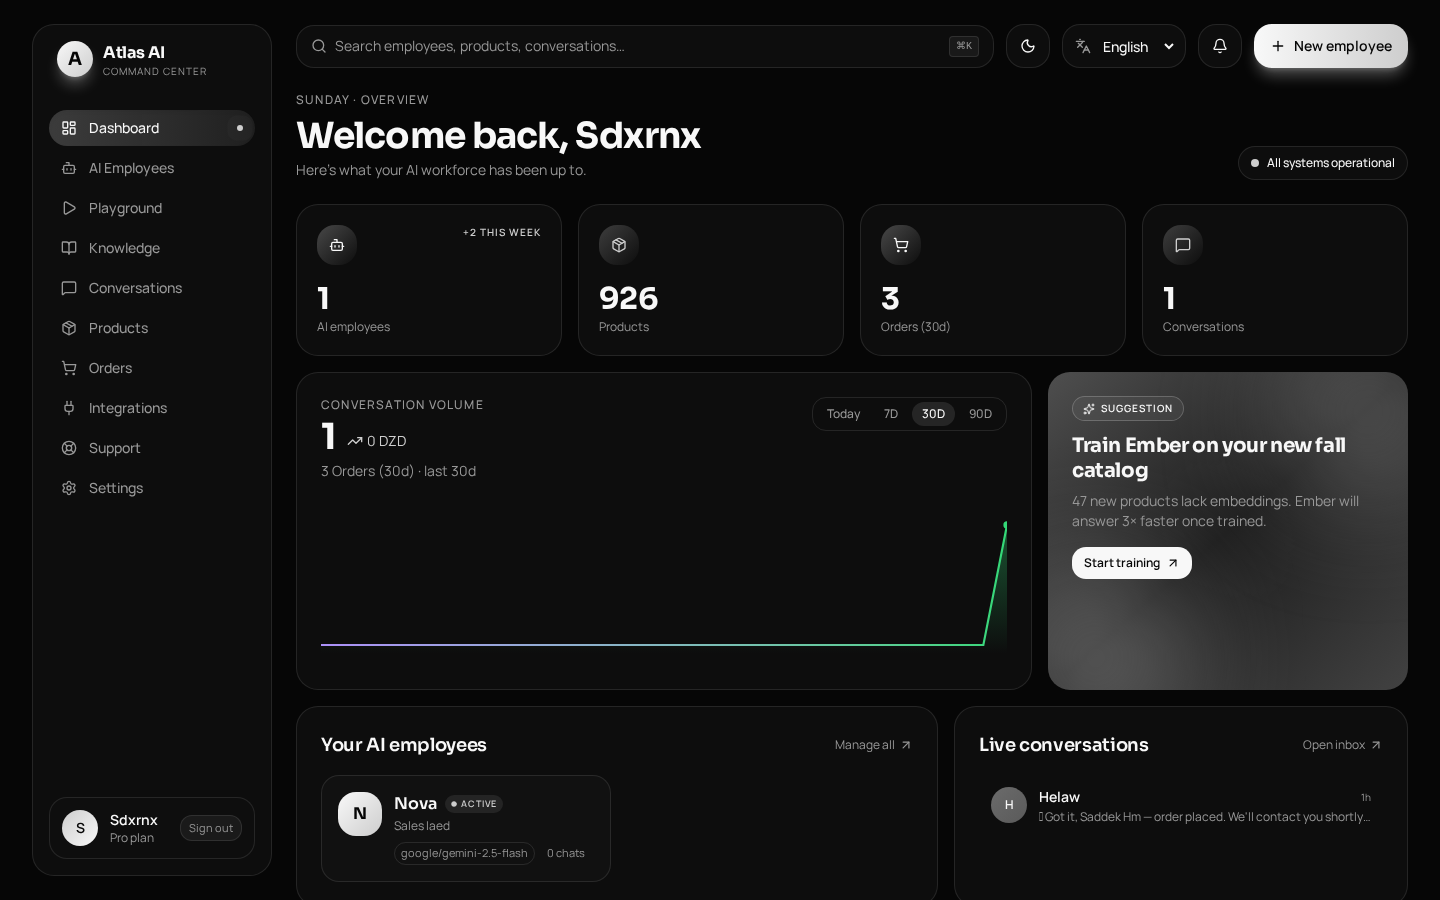 A
Atlas AI
COMMAND CENTER
Dashboard
AI Employees
Playground
Knowledge
Conversations
Products
Orders
Integrations
Support
Settings
S
Sdxrnx
Pro plan
Sign out
Search employees, products, conversations...
⌘K
English
New employee
SUNDAY · OVERVIEW
Welcome back, Sdxrnx
Here's what your AI workforce has been up to.
All systems operational
+2 THIS WEEK
1
AI employees
926
Products
3
Orders (30d)
1
Conversations
CONVERSATION VOLUME
1 0 DZD
3 Orders (30d) · last 30d
Today 7D 30D 90D
SUGGESTION
Train Ember on your new fall
catalog
47 new products lack embeddings. Ember will
answer 3× faster once trained.
Start training
Your AI employees
Manage all
N
Nova
ACTIVE
Sales laed
google/gemini-2.5-flash 0 chats
Live conversations
Open inbox
H
Helaw 1h
Got it, Saddek Hm — order placed. We'll contact you shortly...